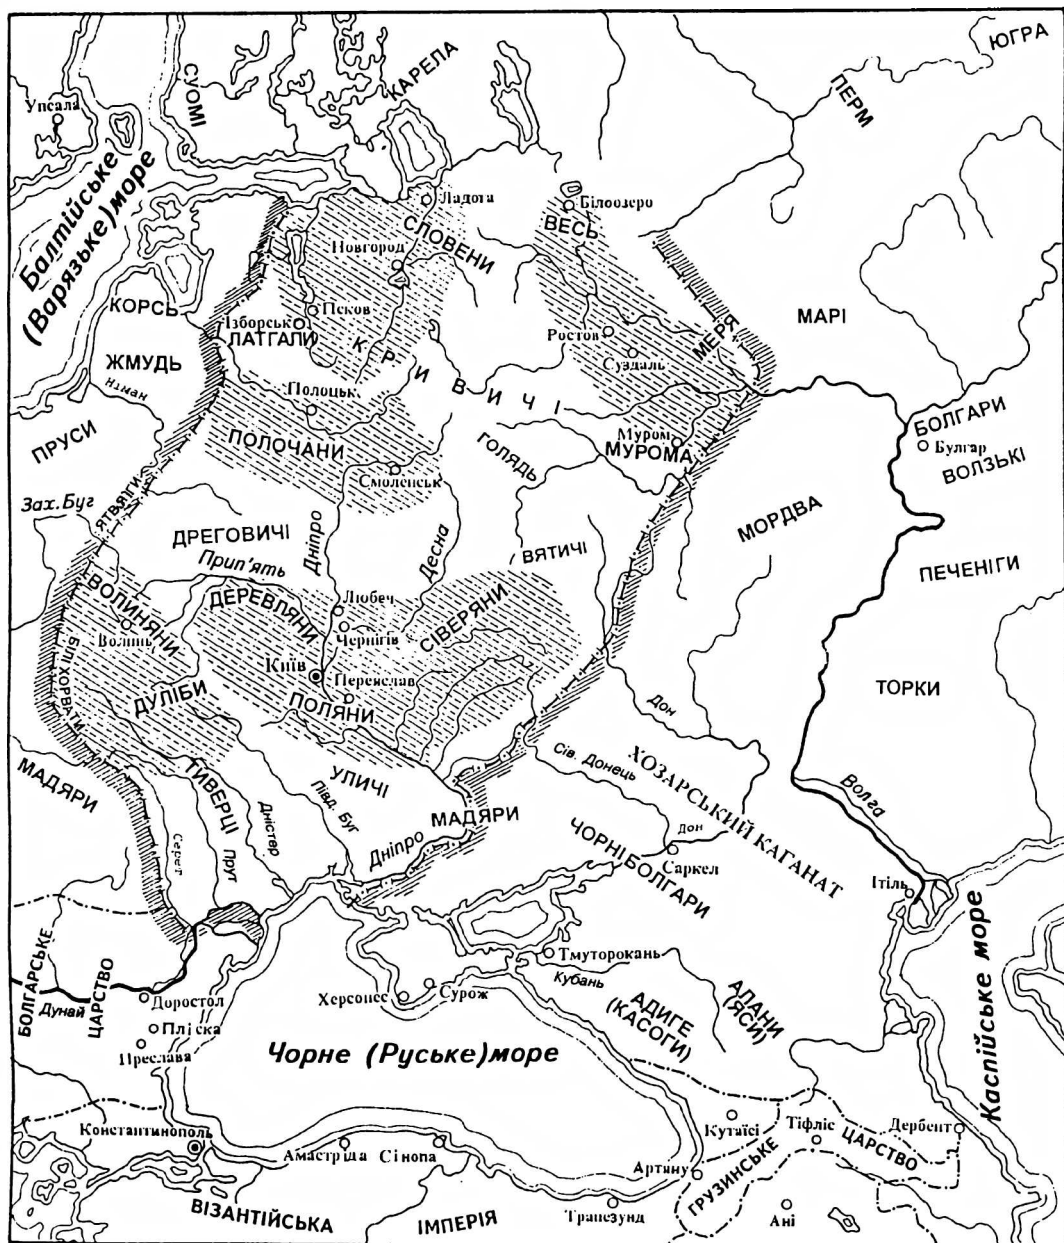 ЮГРА
ПЕРМ
КАРЕЛА
СУОМІ
Упсала
Балтійське
(Варязьке) море
Ладога
Білоозеро
СЛОВЕНИ
ВЕСЬ
Новгород
КОРСЬ
Псков
Ізборськ
ЛАТГАЛИ
Ростов
Суздаль
МЕРЯ
МАРІ
ЖМУДЬ
Нiман
КРИВИЧІ
Полоцьк
ПРУСИ
ПОЛОЧАНИ
ГОЛЯДЬ
Муром
МУРОМА
БОЛГАРИ
Булгар
ВОЛЗЬКІ
Смоленськ
Зах. Буг
ЯТВЯГИ
ДРЕГОВИЧІ
Дніпро
Десна
ВЯТИЧІ
МОРДВА
Прип'ять
ПЕЧЕНІГИ
ВОЛИНЯНИ
ДЕРЕВЛЯНИ
Любеч
СІВЕРЯНИ
Волинь
Чернігів
БІЛІ ХОРВАТИ
Київ
Переяслав
ДУЛІБИ
ПОЛЯНИ
ТОРКИ
Дон
МАДЯРИ
ТИВЕРЦІ
УЛИЧІ
Сів. Донець
ХОЗАРСЬКИЙ КАГАНАТ
Волга
Півд. Буг
Дністер
Серет
Прут
МАДЯРИ
Дніпро
ЧОРНІ БОЛГАРИ
Дон
Саркел
Ітіль
БОЛГАРСЬКЕ
ЦАРСТВО
Дунай
Доростол
Пліска
Преслава
Херсонес
Сурож
Тмуторокань
Кубань
АДИГЕ
(КАСОГИ)
АЛАНИ
(ЯСИ)
Каспійське море
Чорне (Руське) море
Константинополь
Амастріда
Сінопа
Кутаїсі
Тіфліс
Дербент
ГРУЗИНСЬКЕ
ЦАРСТВО
Артяну
Трапезунд
Ані
ВІЗАНТІЙСЬКА
ІМПЕРІЯ